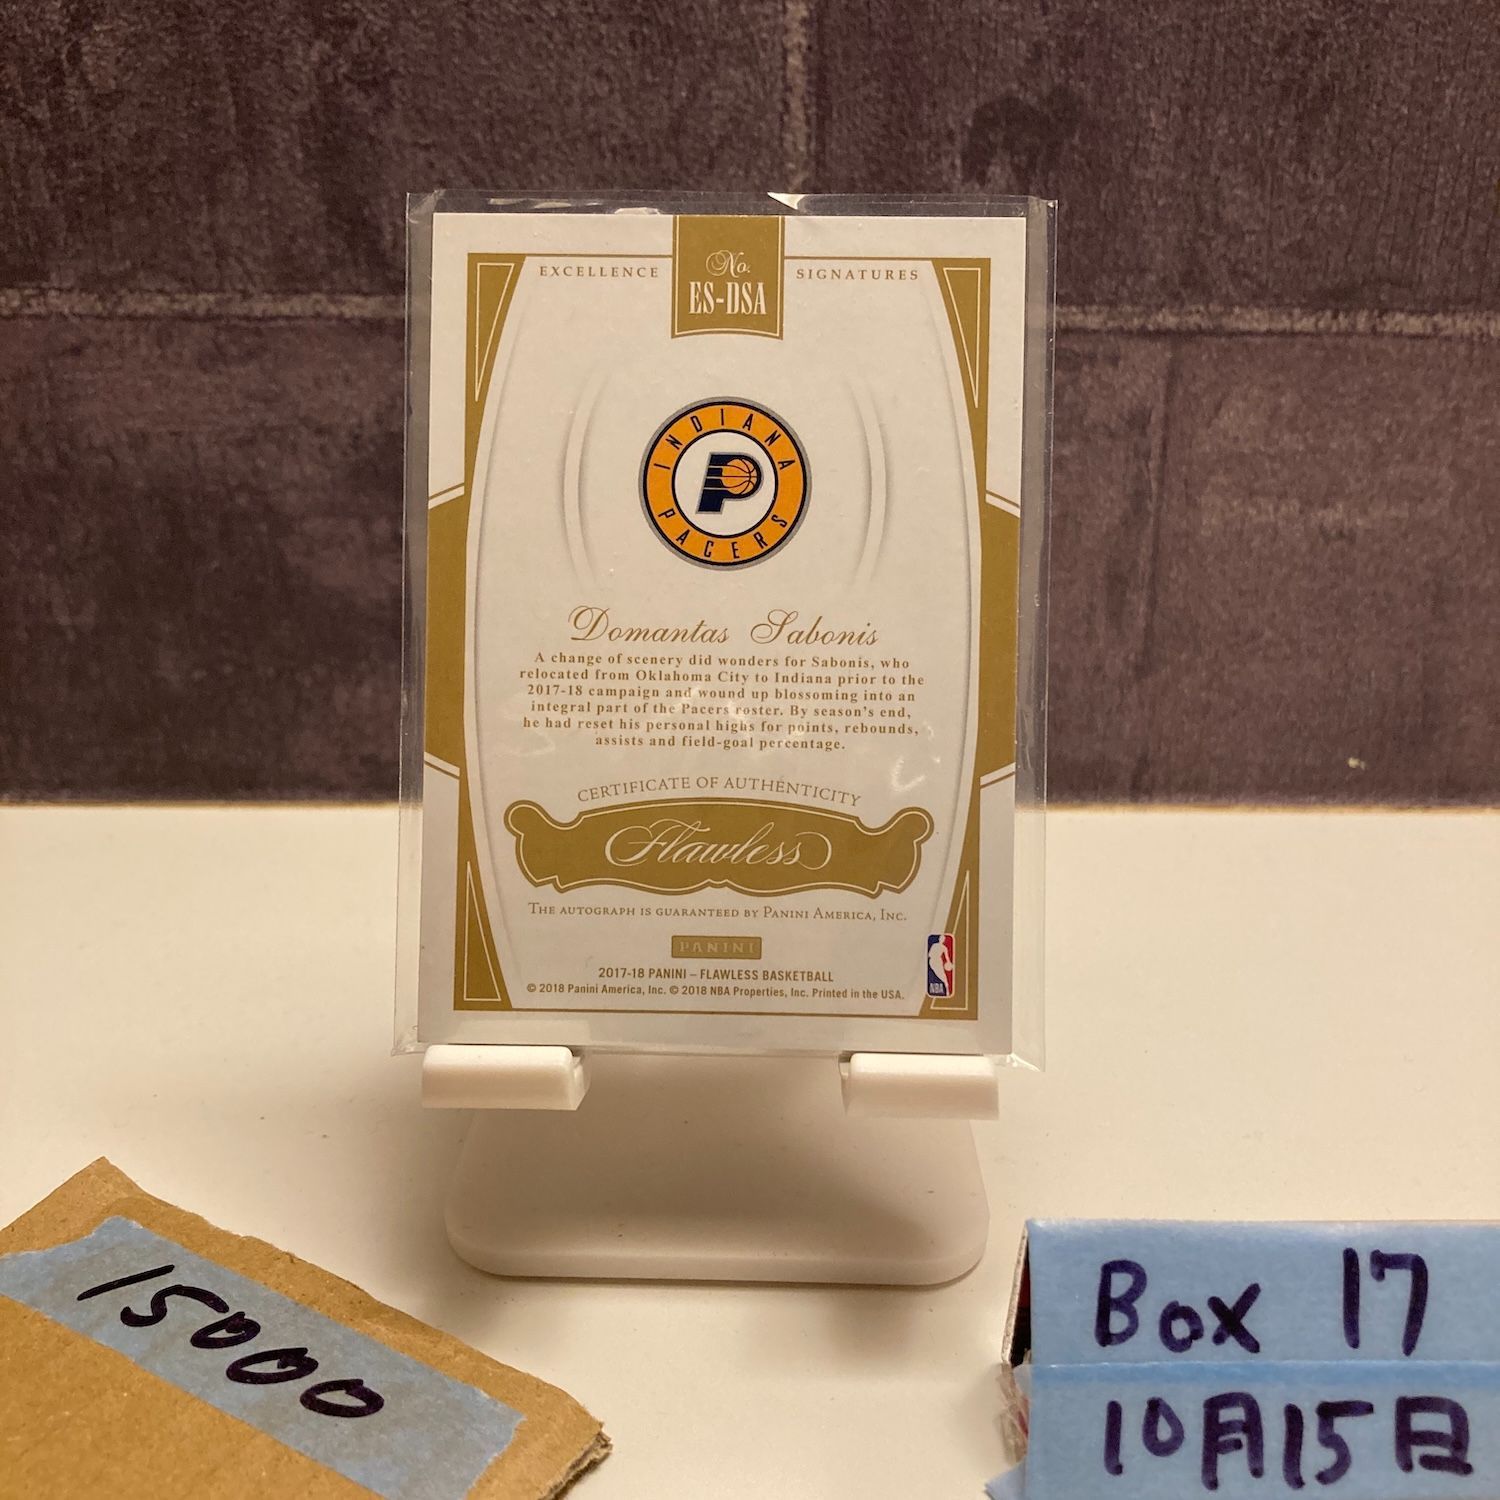 EXCELLENCE
No.
ES-DSA
SIGNATURES
INDIANA
PACERS
Domantas Sabonis
A change of scenery did wonders for Sabonis, who
relocated from Oklahoma City to Indiana prior to the
2017-18 campaign and wound up blossoming into an
integral part of the Pacers roster. By season's end,
he had reset his personal highs for points, rebounds,
assists and field-goal percentage.
CERTIFICATE OF AUTHENTICITY
Flawless
THE AUTOGRAPH IS GUARANTEED BY PANINI AMERICA, INC.
PANINI
NBA
2017-18 PANINI – FLAWLESS BASKETBALL
© 2018 Panini America, Inc. © 2018 NBA Properties, Inc. Printed in the USA.
15000
Box 17
10月15日